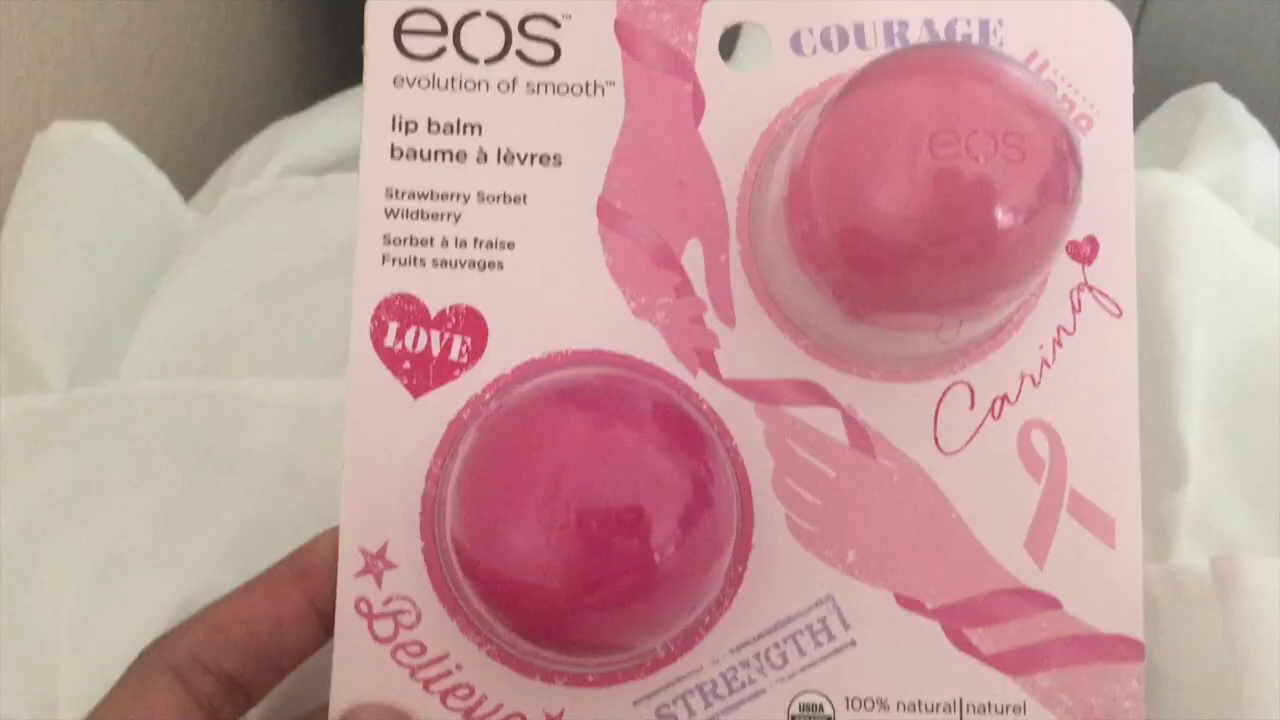 eos™
evolution of smooth™
lip balm
baume à lèvres
Strawberry Sorbet
Wildberry
Sorbet à la fraise
Fruits sauvages
COURAGE
eos
Caring
LOVE
Believe
STRENGTH
USDA
100% natural|naturel